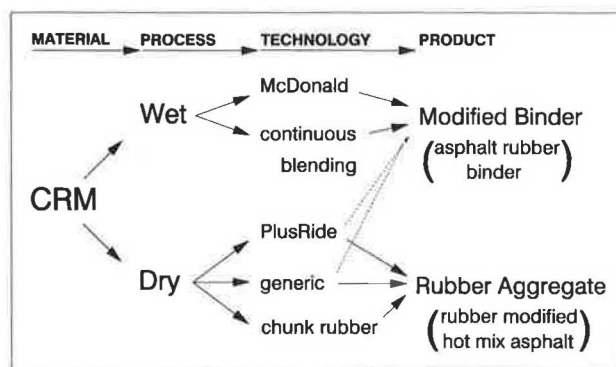 MATERIAL PROCESS TECHNOLOGY PRODUCT
McDonald
Wet
continuous
blending
Modified Binder
(asphalt rubber
binder)
CRM
PlusRide
Dry
generic
chunk rubber
Rubber Aggregate
(rubber modified
hot mix asphalt)